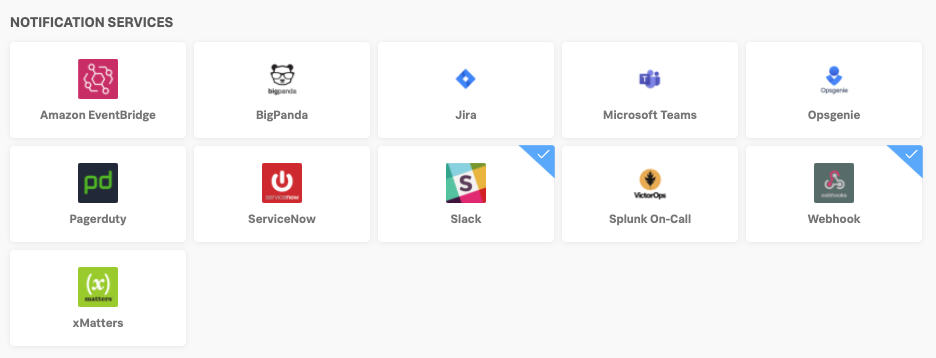 NOTIFICATION SERVICES
Amazon EventBridge
bigpanda
BigPanda
Jira
Microsoft Teams
Opsgenie
Opsgenie
pd
Pagerduty
servicenow
ServiceNow
S
Slack
VictorOps
Splunk On-Call
webhooks
Webhook
(x)
matters
xMatters